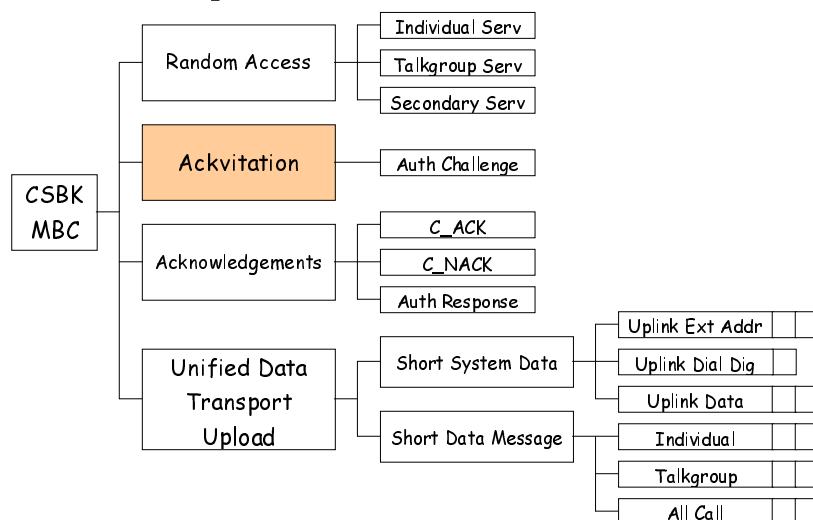 Individual Serv
Random Access
Talkgroup Serv
Secondary Serv
Ackvitation
Auth Challenge
CSBK
MBC
C_ACK
Acknowledgements
C_NACK
Auth Response
Unified Data
Transport
Upload
Short System Data
Uplink Ext Addr
Uplink Dial Dig
Uplink Data
Short Data Message
Individual
Talkgroup
All Call